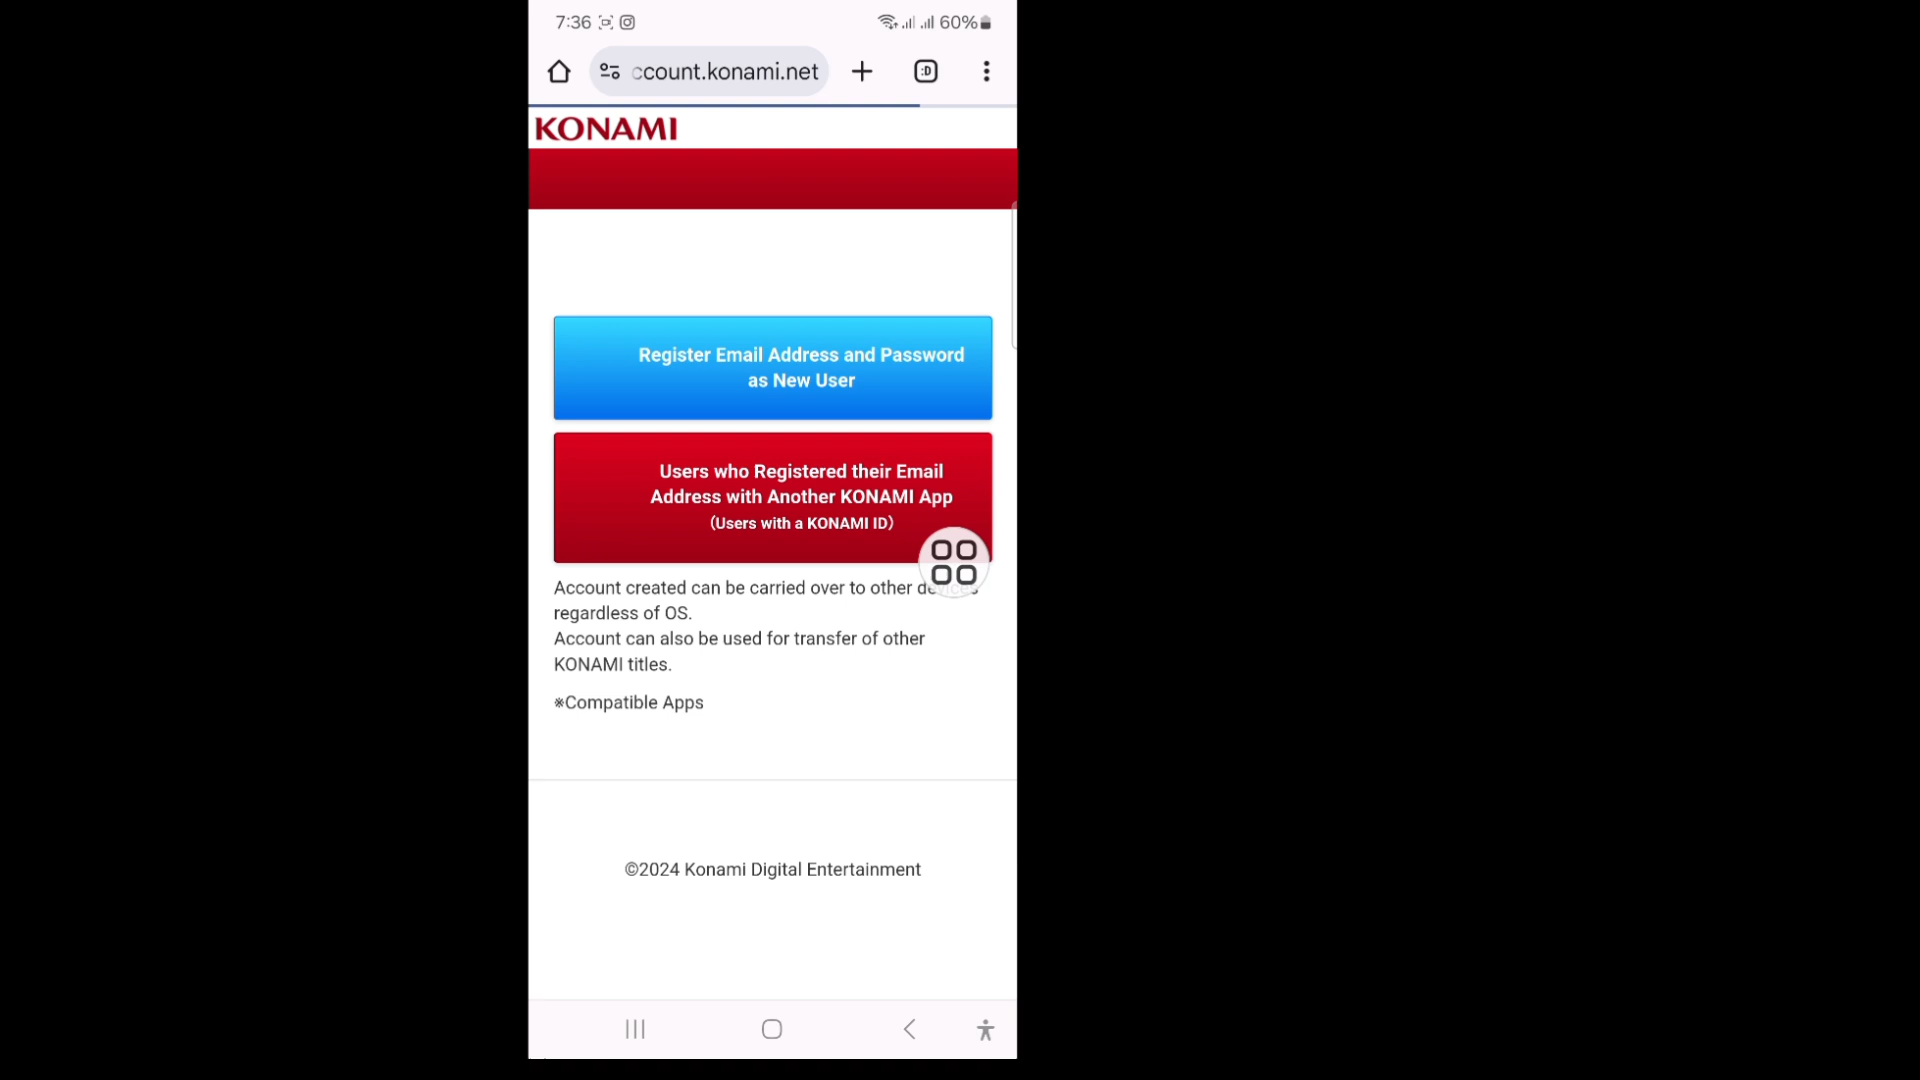 7:36 60%
ccount.konami.net :D
KONAMI
Register Email Address and Password
as New User
Users who Registered their Email
Address with Another KONAMI App
(Users with a KONAMI ID)
Account created can be carried over to other devices
regardless of OS.
Account can also be used for transfer of other
KONAMI titles.
※Compatible Apps
©2024 Konami Digital Entertainment